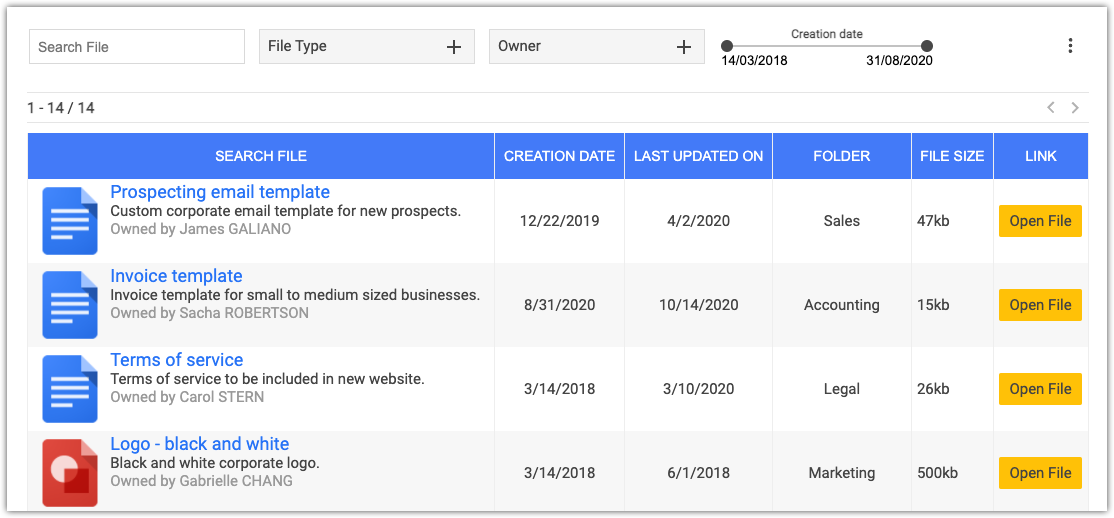 Search File
File Type
Owner
Creation date
14/03/2018 31/08/2020
1 - 14 / 14
SEARCH FILE CREATION DATE LAST UPDATED ON FOLDER FILE SIZE LINK
Prospecting email template
Custom corporate email template for new prospects.
Owned by James GALIANO
12/22/2019 4/2/2020 Sales 47kb Open File
Invoice template
Invoice template for small to medium sized businesses.
Owned by Sacha ROBERTSON
8/31/2020 10/14/2020 Accounting 15kb Open File
Terms of service
Terms of service to be included in new website.
Owned by Carol STERN
3/14/2018 3/10/2020 Legal 26kb Open File
Logo - black and white
Black and white corporate logo.
Owned by Gabrielle CHANG
3/14/2018 6/1/2018 Marketing 500kb Open File